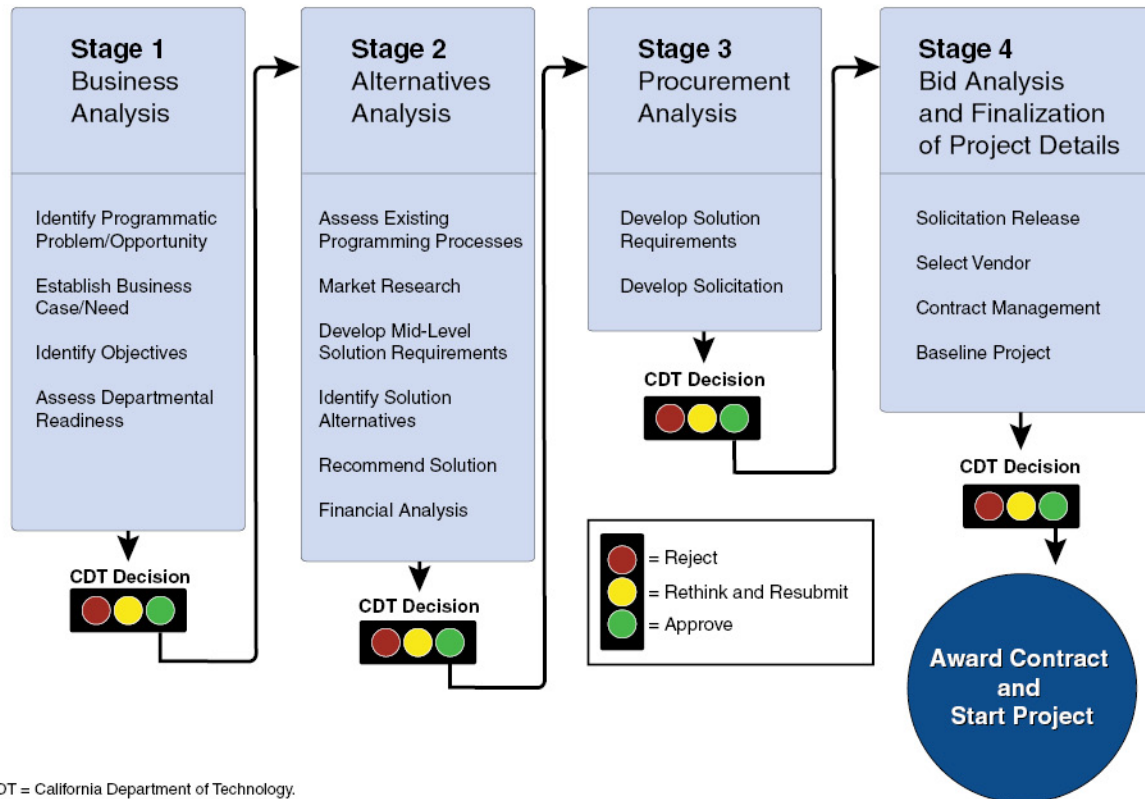 Stage 1
Business
Analysis
Identify Programmatic
Problem/Opportunity
Establish Business
Case/Need
Identify Objectives
Assess Departmental
Readiness
CDT Decision
Stage 2
Alternatives
Analysis
Assess Existing
Programming Processes
Market Research
Develop Mid-Level
Solution Requirements
Identify Solution
Alternatives
Recommend Solution
Financial Analysis
CDT Decision
Stage 3
Procurement
Analysis
Develop Solution
Requirements
Develop Solicitation
CDT Decision
Stage 4
Bid Analysis
and Finalization
of Project Details
Solicitation Release
Select Vendor
Contract Management
Baseline Project
CDT Decision
= Reject
= Rethink and Resubmit
= Approve
Award Contract
and
Start Project
DT = California Department of Technology.